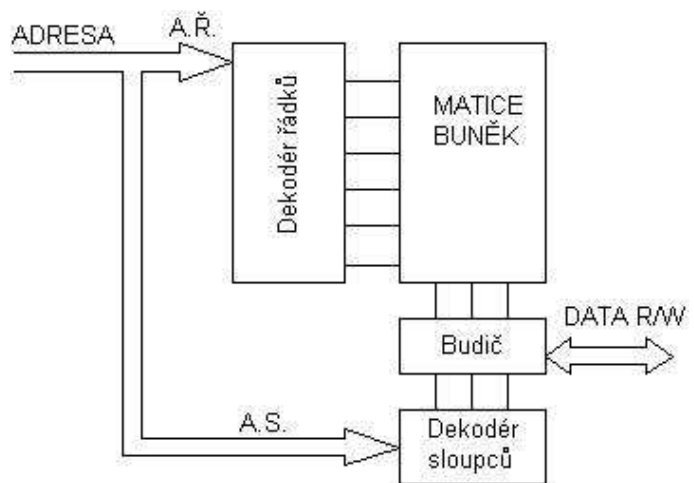 ADRESA
A.Ř.
Dekodér řádků
MATICE
BUNĚK
DATA R/W
Budič
A.S.
Dekodér
sloupců